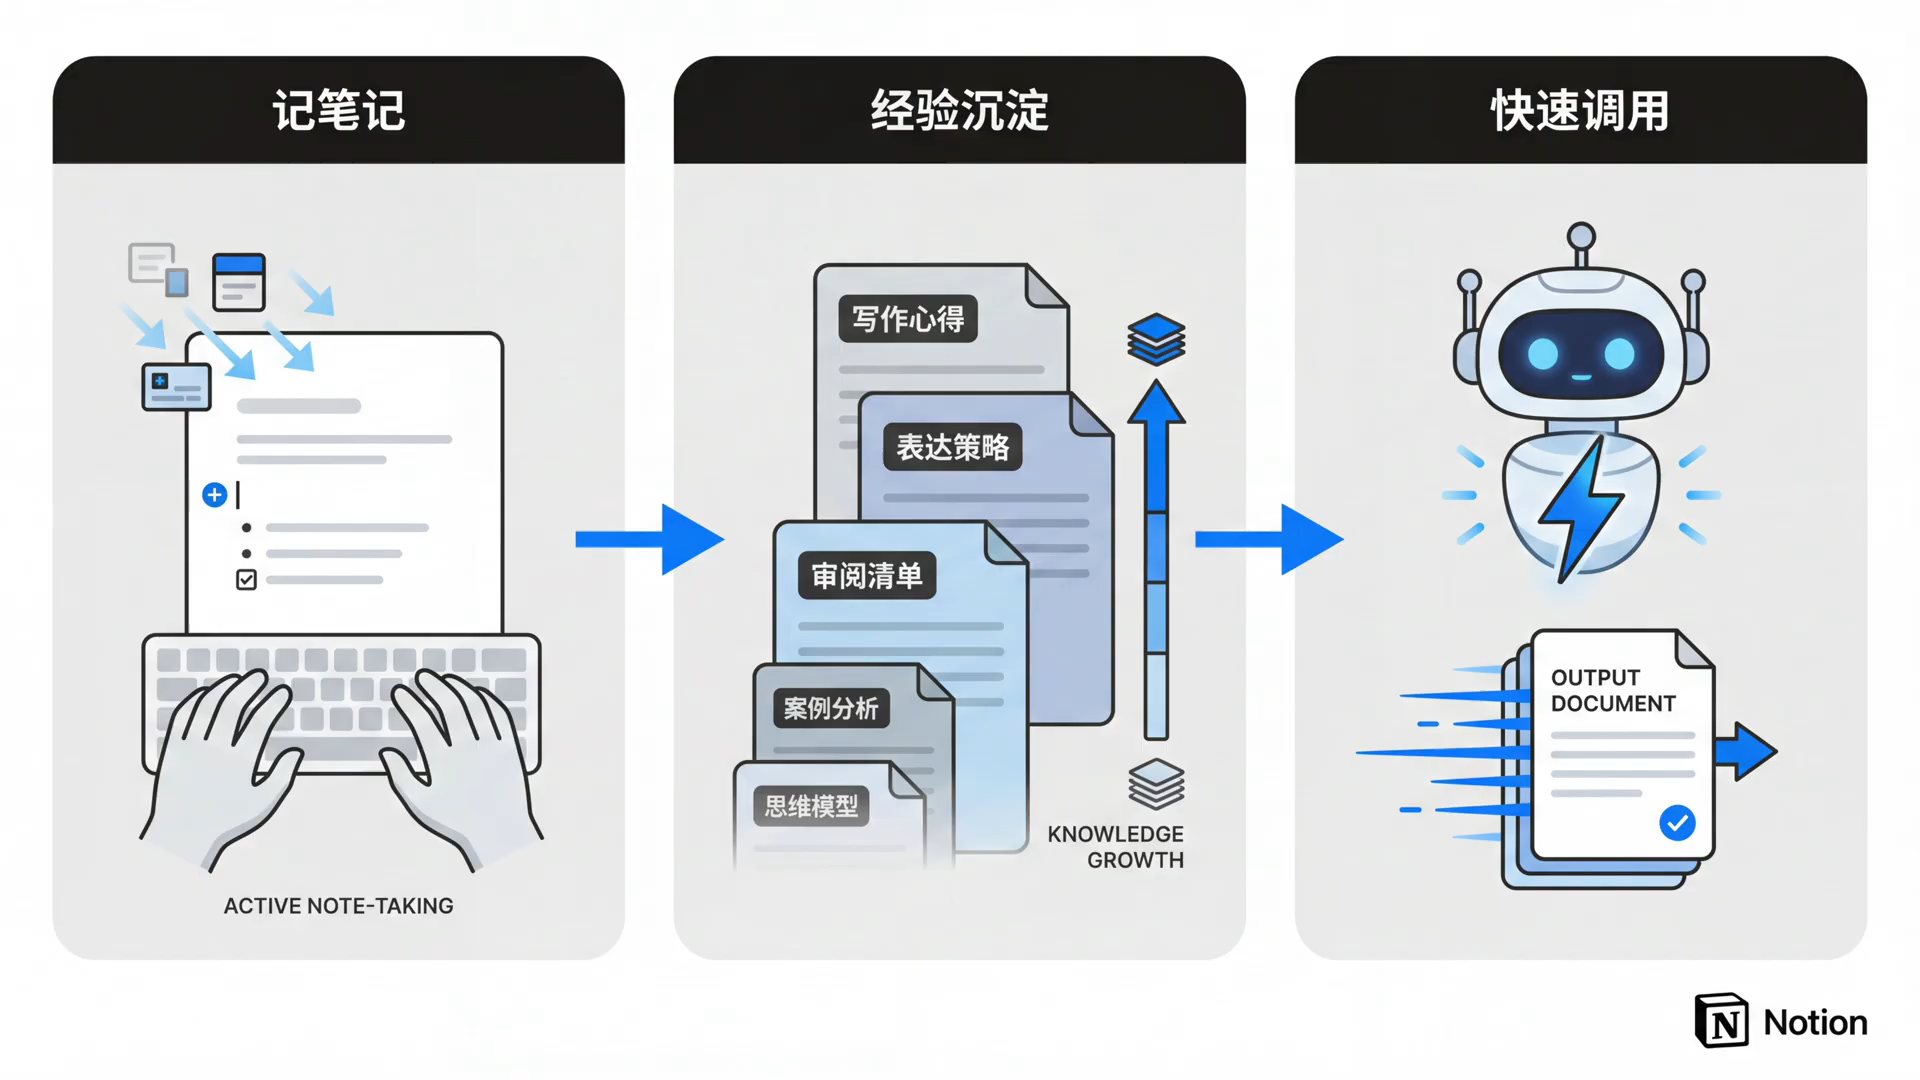 记笔记
ACTIVE NOTE-TAKING
经验沉淀
写作心得
表达策略
审阅清单
案例分析
思维模型
KNOWLEDGE
GROWTH
快速调用
OUTPUT
DOCUMENT
N Notion